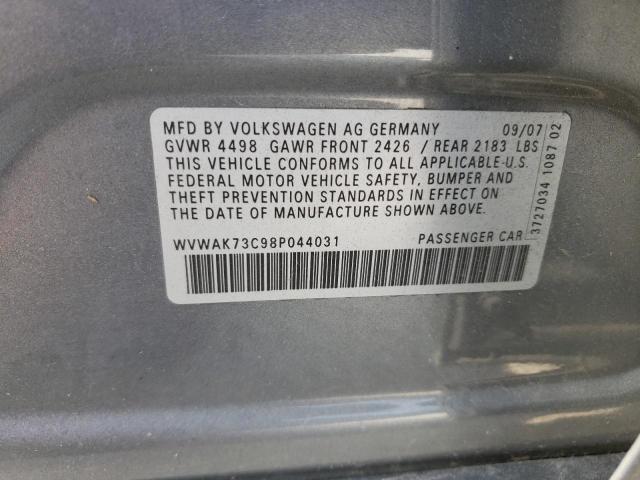 MFD BY VOLKSWAGEN AG GERMANY 09/07
GVWR 4498 GAWR FRONT 2426 / REAR 2183 LBS
THIS VEHICLE CONFORMS TO ALL APPLICABLE U.S.
FEDERAL MOTOR VEHICLE SAFETY, BUMPER AND
THEFT PREVENTION STANDARDS IN EFFECT ON
THE DATE OF MANUFACTURE SHOWN ABOVE.
WVWAK73C98P044031 PASSENGER CAR
3727034 1087 02